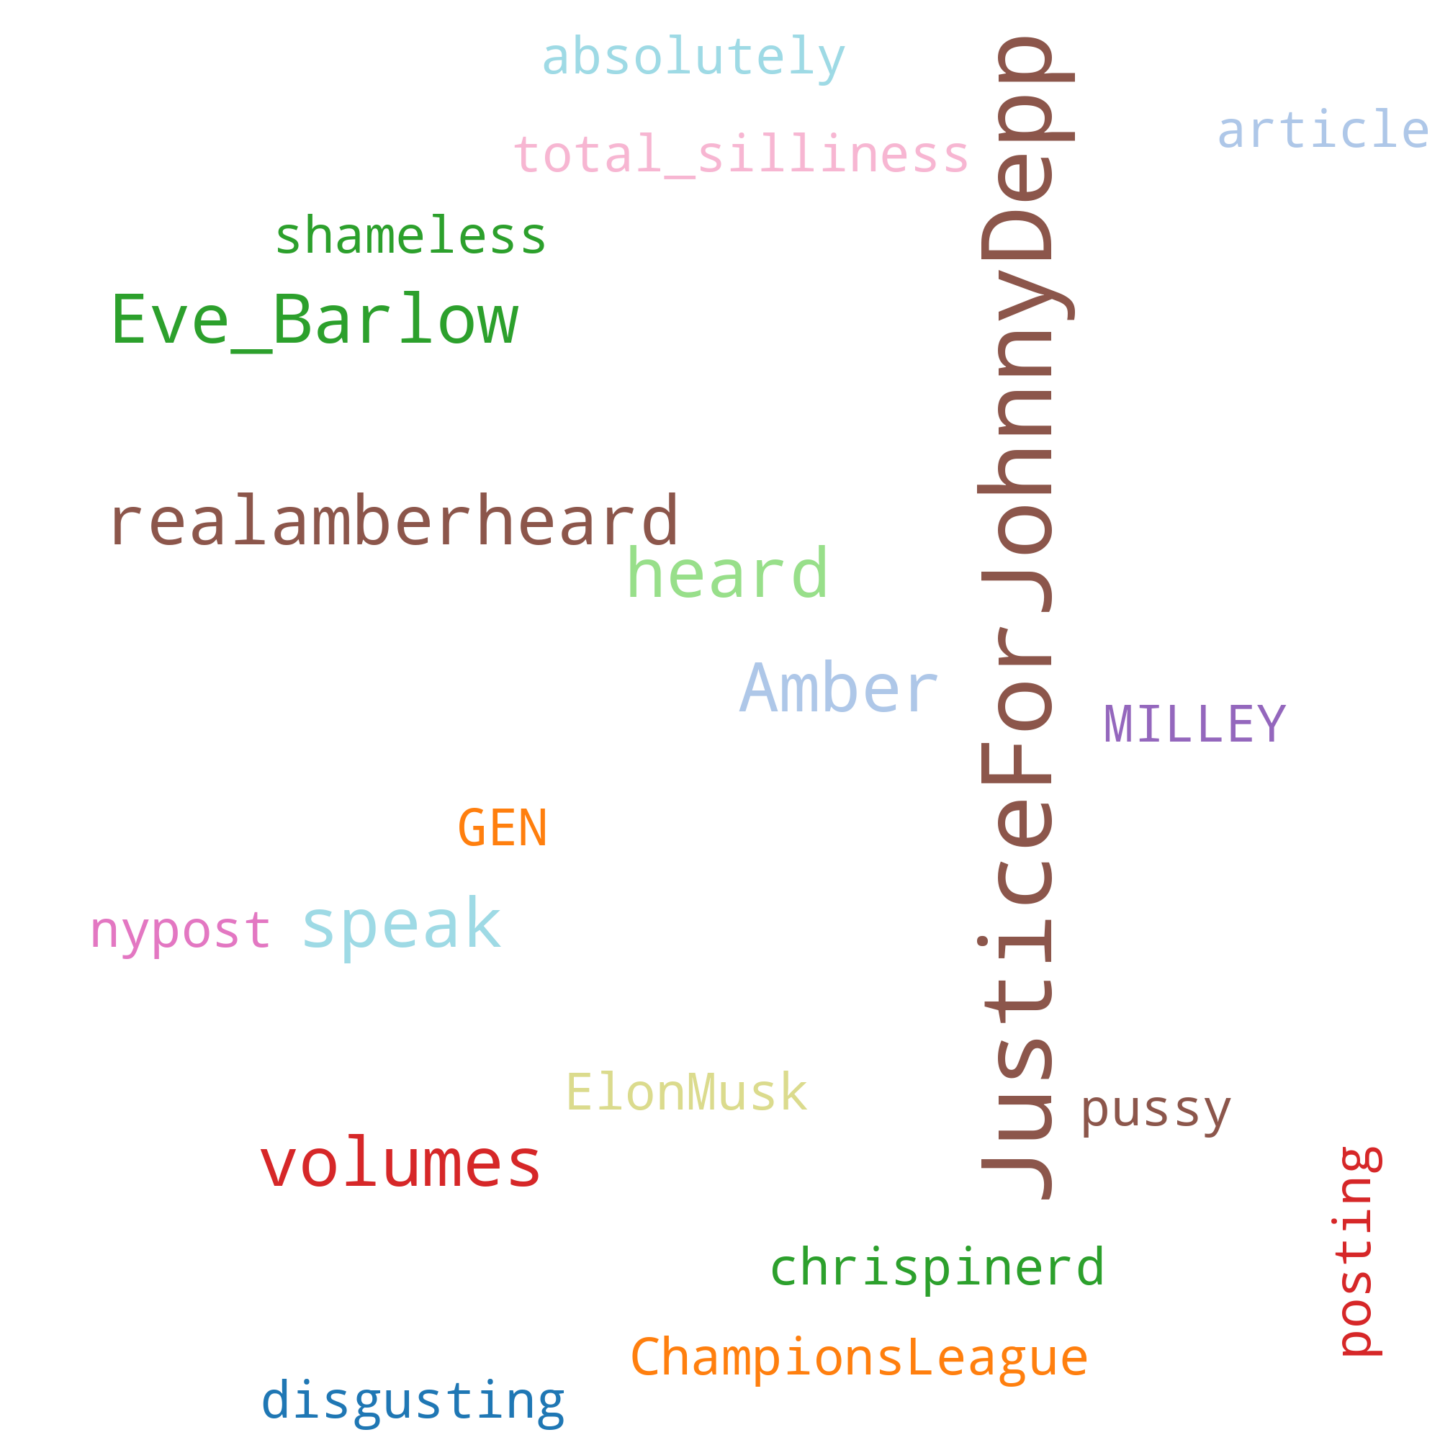 absolutely
article
total_silliness
shameless
Eve_Barlow
JusticeForJohnnyDepp
realamberheard
heard
Amber
MILLEY
GEN
speak
nypost
ElonMusk
pussy
volumes
posting
chrispinerd
ChampionsLeague
disgusting